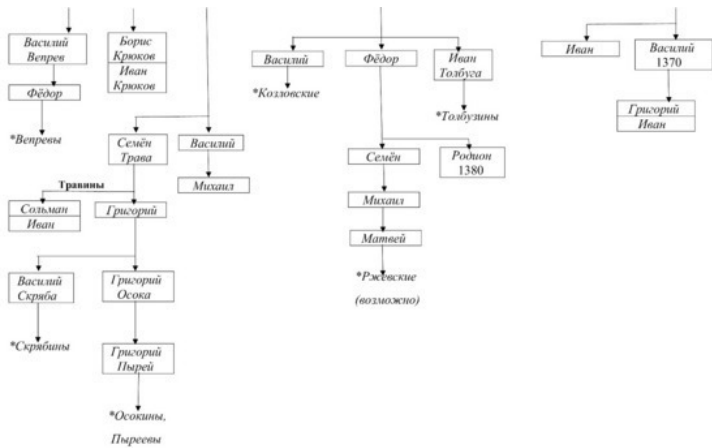 Василий
Вепрев
Фёдор
*Вепревы
Борис
Крюков
Иван
Крюков
Семён
Трава
Василий
Михаил
Травины
Сольман
Иван
Григорий
Василий
Скряба
*Скрябины
Григорий
Осока
Григорий
Пырей
*Осокины,
Пыреевы
Василий
*Козловские
Фёдор
Иван
Толбуга
*Толбузины
Семён
Родион
1380
Михаил
Матвей
*Ржевские
(возможно)
Иван
Василий
1370
Григорий
Иван